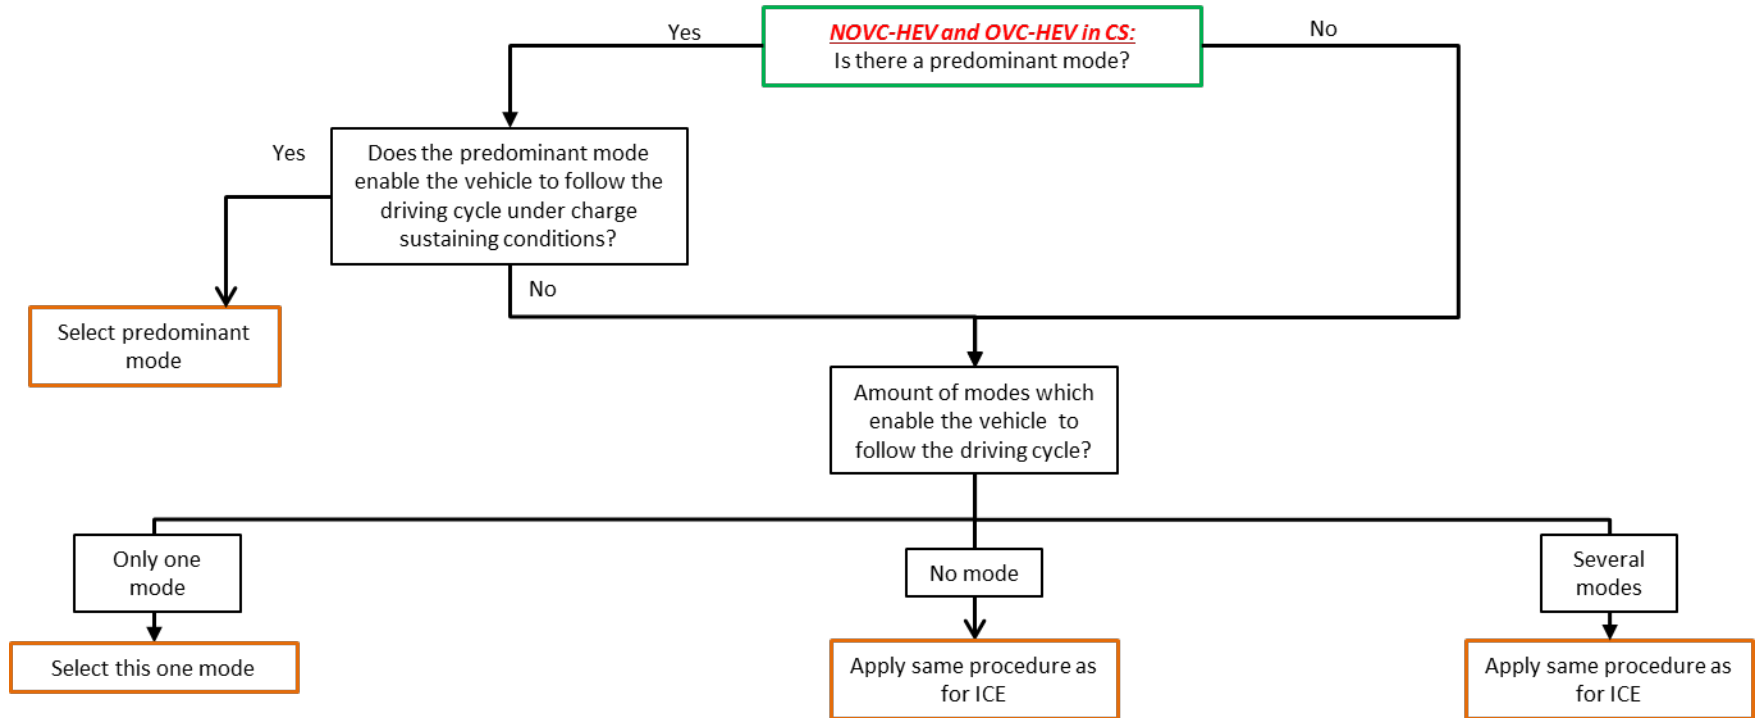 NOVC-HEV and OVC-HEV in CS:
Is there a predominant mode?
Yes
No
Yes
Does the predominant mode
enable the vehicle to follow the
driving cycle under charge
sustaining conditions?
No
Select predominant
mode
Amount of modes which
enable the vehicle to
follow the driving cycle?
Only one
mode
No mode
Several
modes
Select this one mode
Apply same procedure as
for ICE
Apply same procedure as
for ICE